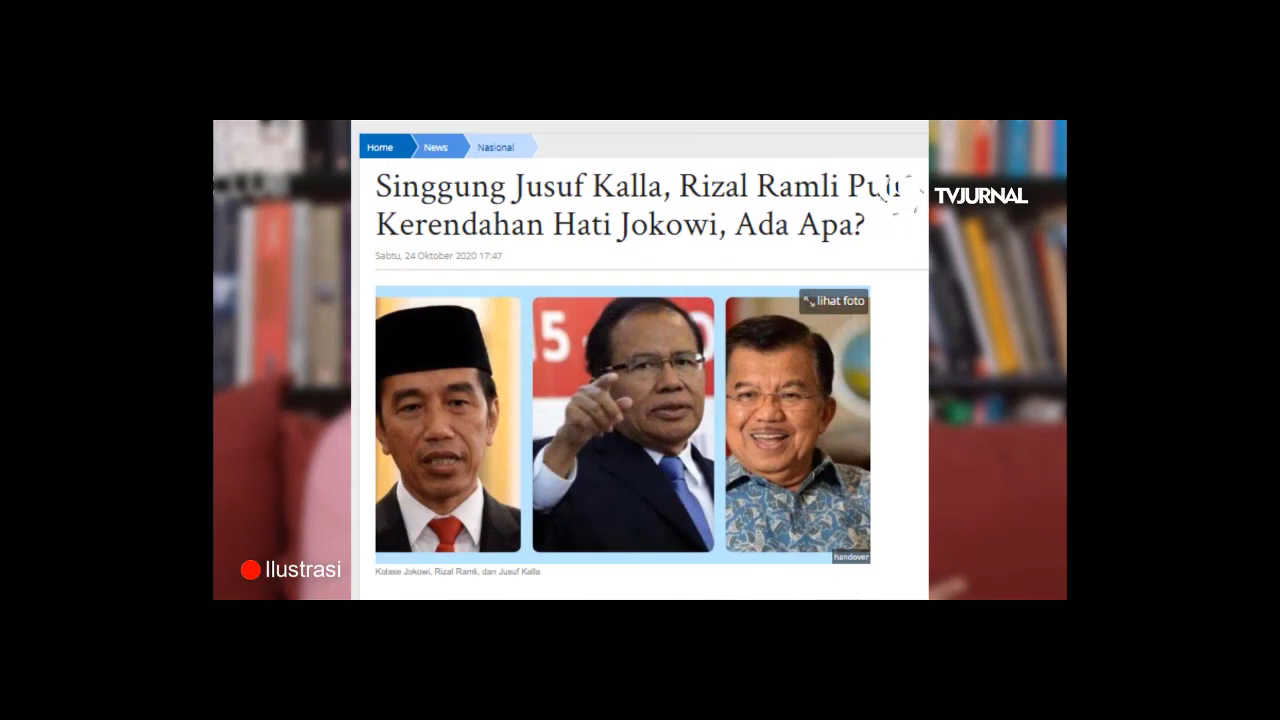 Home News Nasional
Singgung Jusuf Kalla, Rizal Ramli
Kerendahan Hati Jokowi, Ada Apa?
TVJURNAL
Sabtu, 24 Oktober 2020 17:47
lihat foto
15
handover
Kolase Jokowi, Rizal Ramli, dan Jusuf Kalla
Ilustrasi